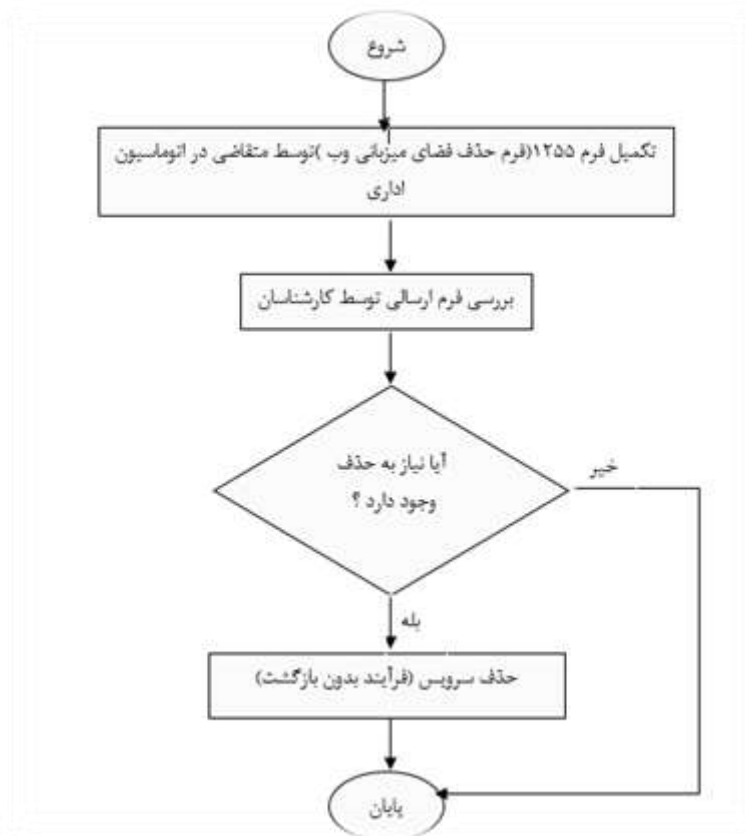 شروع
تکمیل فرم ۱۲۵۵(فرم حذف فضای میزبانی وب )توسط متقاضی در اتوماسیون
اداری
بررسی فرم ارسالی توسط کارشناسان
آیا نیاز به حذف
وجود دارد ؟
خیر
بله
حذف سرویس (فرآیند بدون بازگشت)
پایان